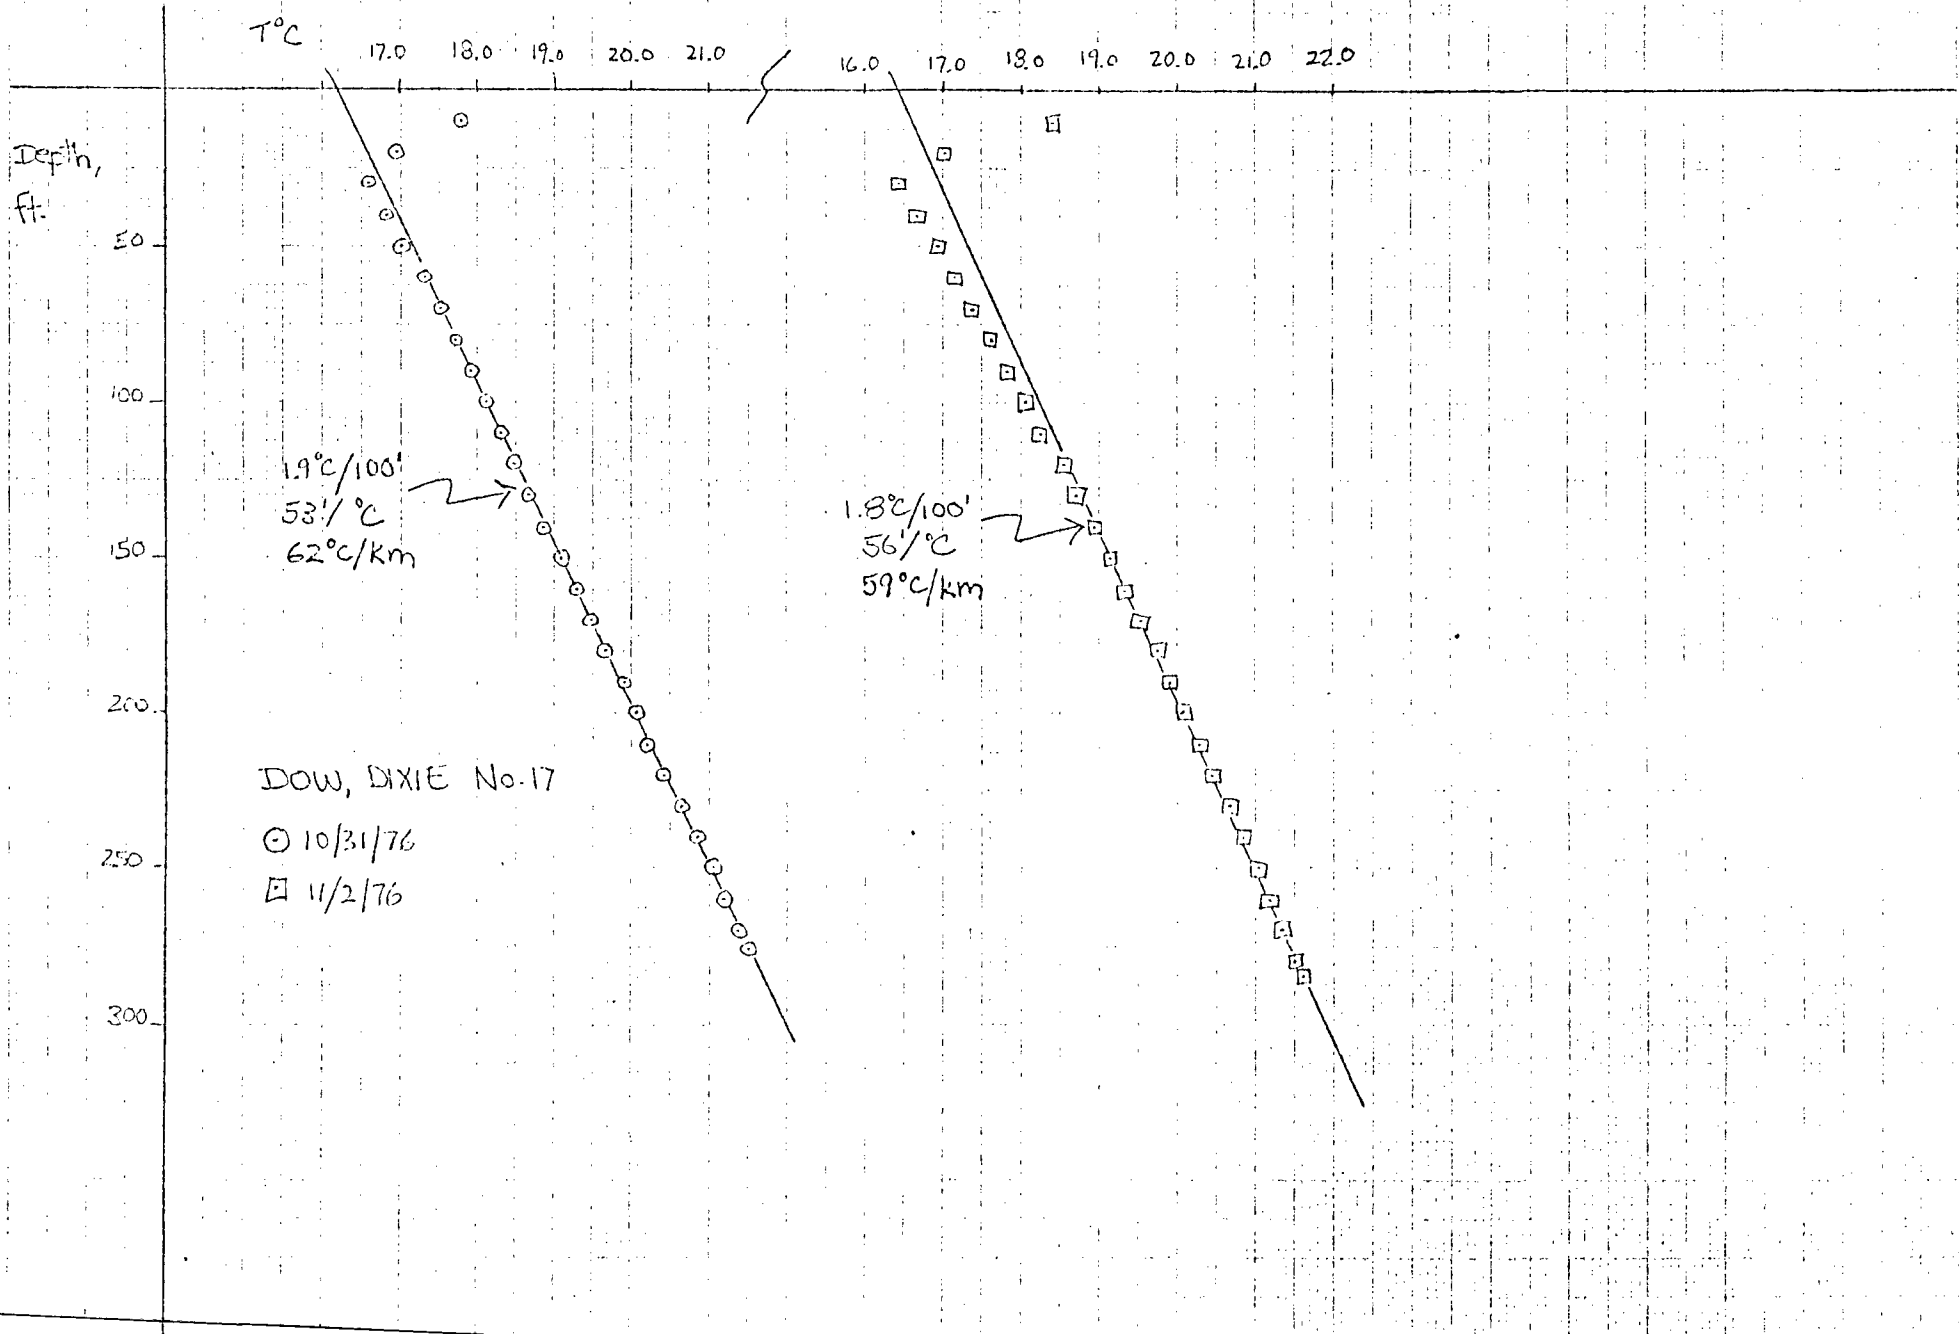 T°C
17.0 18.0 19.0 20.0 21.0
16.0 17.0 18.0 19.0 20.0 21.0 22.0
Depth,
ft.
50
100
150
200
250
300
1.9°C/100'
53'/°C
62°C/km
1.8°C/100'
56'/°C
59°C/km
DOW, DIXIE No.17
10/31/76
11/2/76